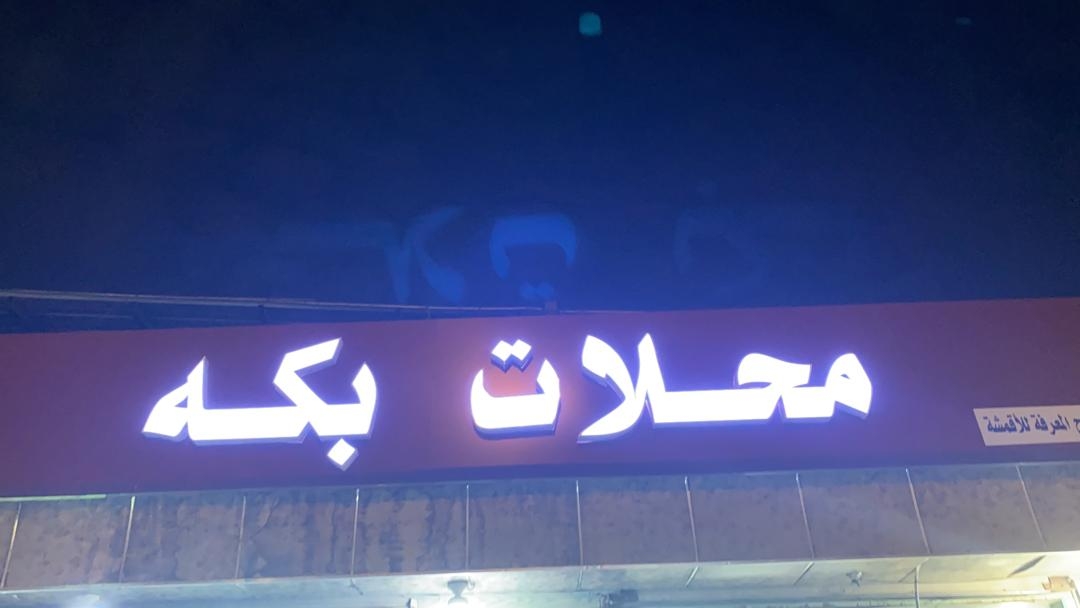 محلات بكه
المعرفة للأقمشة